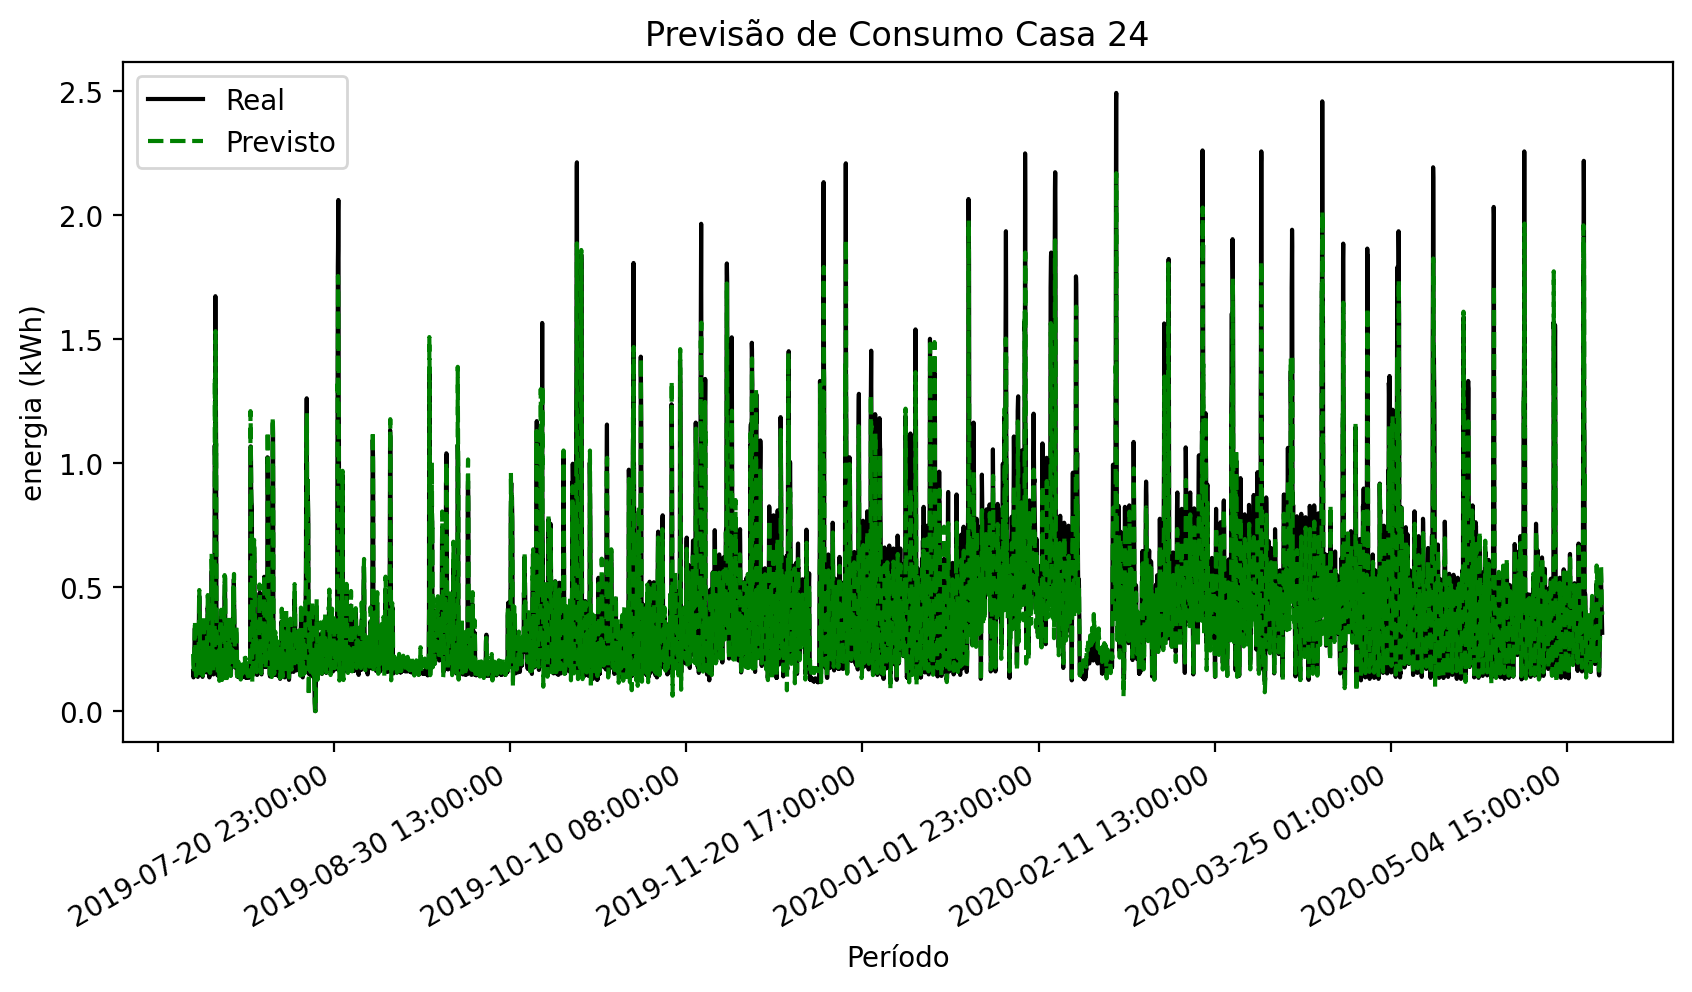 Previsão de Consumo Casa 24
Real
Previsto
energia (kWh)
2.5
2.0
1.5
1.0
0.5
0.0
2019-07-20 23:00:00
2019-08-30 13:00:00
2019-10-10 08:00:00
2019-11-20 17:00:00
2020-01-01 23:00:00
2020-02-11 13:00:00
2020-03-25 01:00:00
2020-05-04 15:00:00
Período